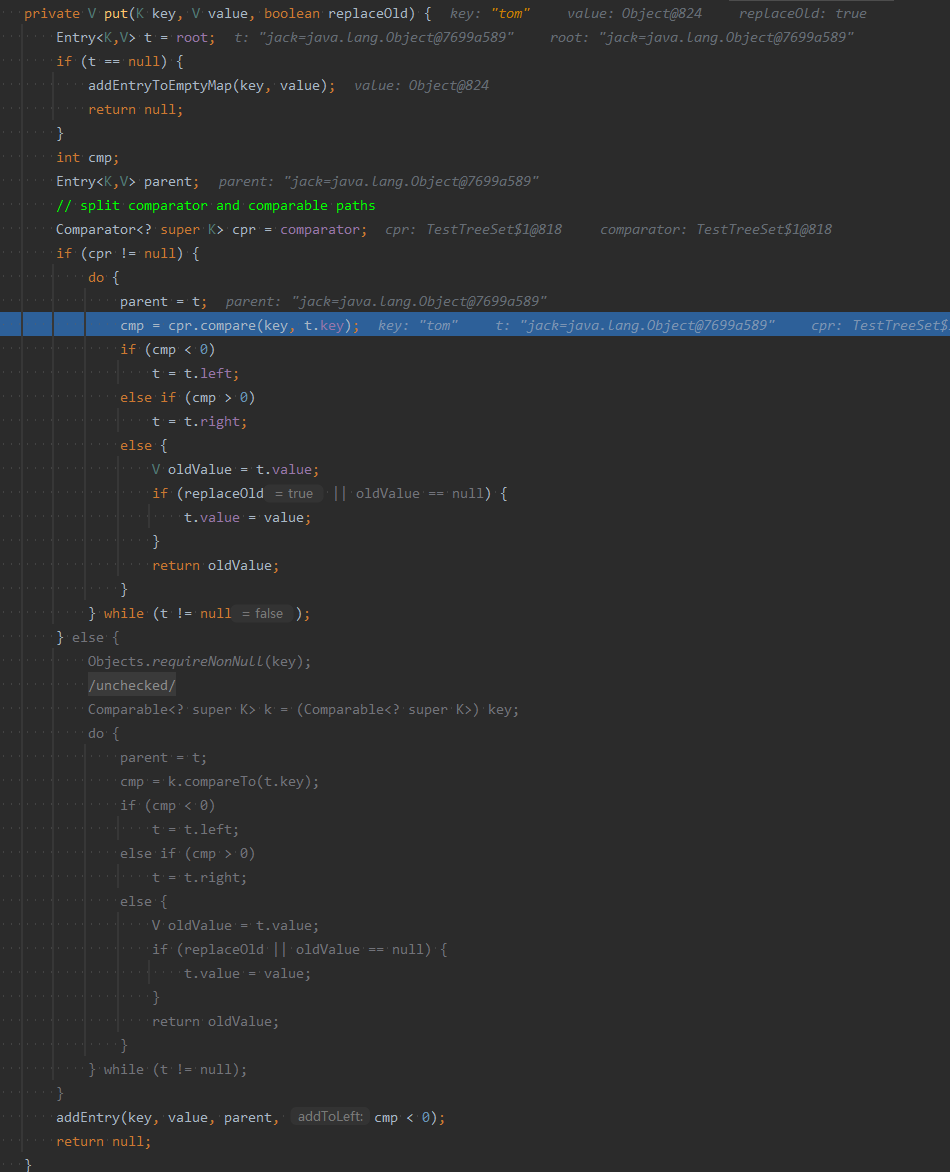 private V put(K key, V value, boolean replaceOld) {  key: "tom"    value: Object@824    replaceOld: true
    Entry<K,V> t = root;  t: "jack=java.lang.Object@7699a589"    root: "jack=java.lang.Object@7699a589"
    if (t == null) {
        addEntryToEmptyMap(key, value);  value: Object@824
        return null;
    }
    int cmp;
    Entry<K,V> parent;  parent: "jack=java.lang.Object@7699a589"
    // split comparator and comparable paths
    Comparator<? super K> cpr = comparator;  cpr: TestTreeSet$1@818    comparator: TestTreeSet$1@818
    if (cpr != null) {
        do {
            parent = t;  parent: "jack=java.lang.Object@7699a589"
            cmp = cpr.compare(key, t.key);  key: "tom"    t: "jack=java.lang.Object@7699a589"    cpr: TestTreeSet$
            if (cmp < 0)
                t = t.left;
            else if (cmp > 0)
                t = t.right;
            else {
                V oldValue = t.value;
                if (replaceOld = true || oldValue == null) {
                    t.value = value;
                }
                return oldValue;
            }
        } while (t != null = false );
    } else {
        Objects.requireNonNull(key);
        /unchecked/
        Comparable<? super K> k = (Comparable<? super K>) key;
        do {
            parent = t;
            cmp = k.compareTo(t.key);
            if (cmp < 0)
                t = t.left;
            else if (cmp > 0)
                t = t.right;
            else {
                V oldValue = t.value;
                if (replaceOld || oldValue == null) {
                    t.value = value;
                }
                return oldValue;
            }
        } while (t != null);
    }
    addEntry(key, value, parent, addToLeft: cmp < 0);
    return null;
}